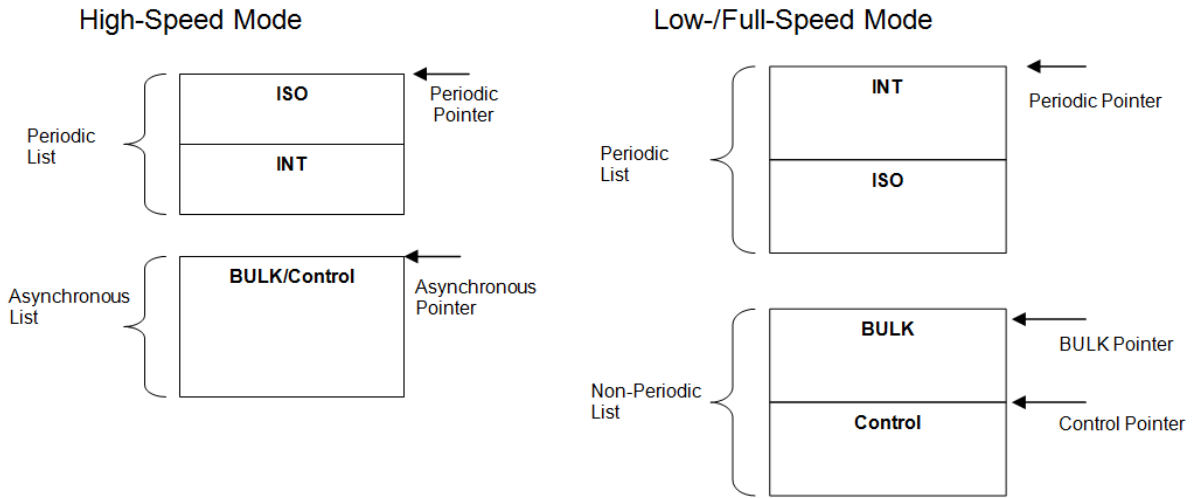 High-Speed Mode
Periodic
List
ISO
INT
Periodic
Pointer
Asynchronous
List
BULK/Control
Asynchronous
Pointer
Low-/Full-Speed Mode
Periodic
List
INT
ISO
Periodic Pointer
Non-Periodic
List
BULK
Control
BULK Pointer
Control Pointer